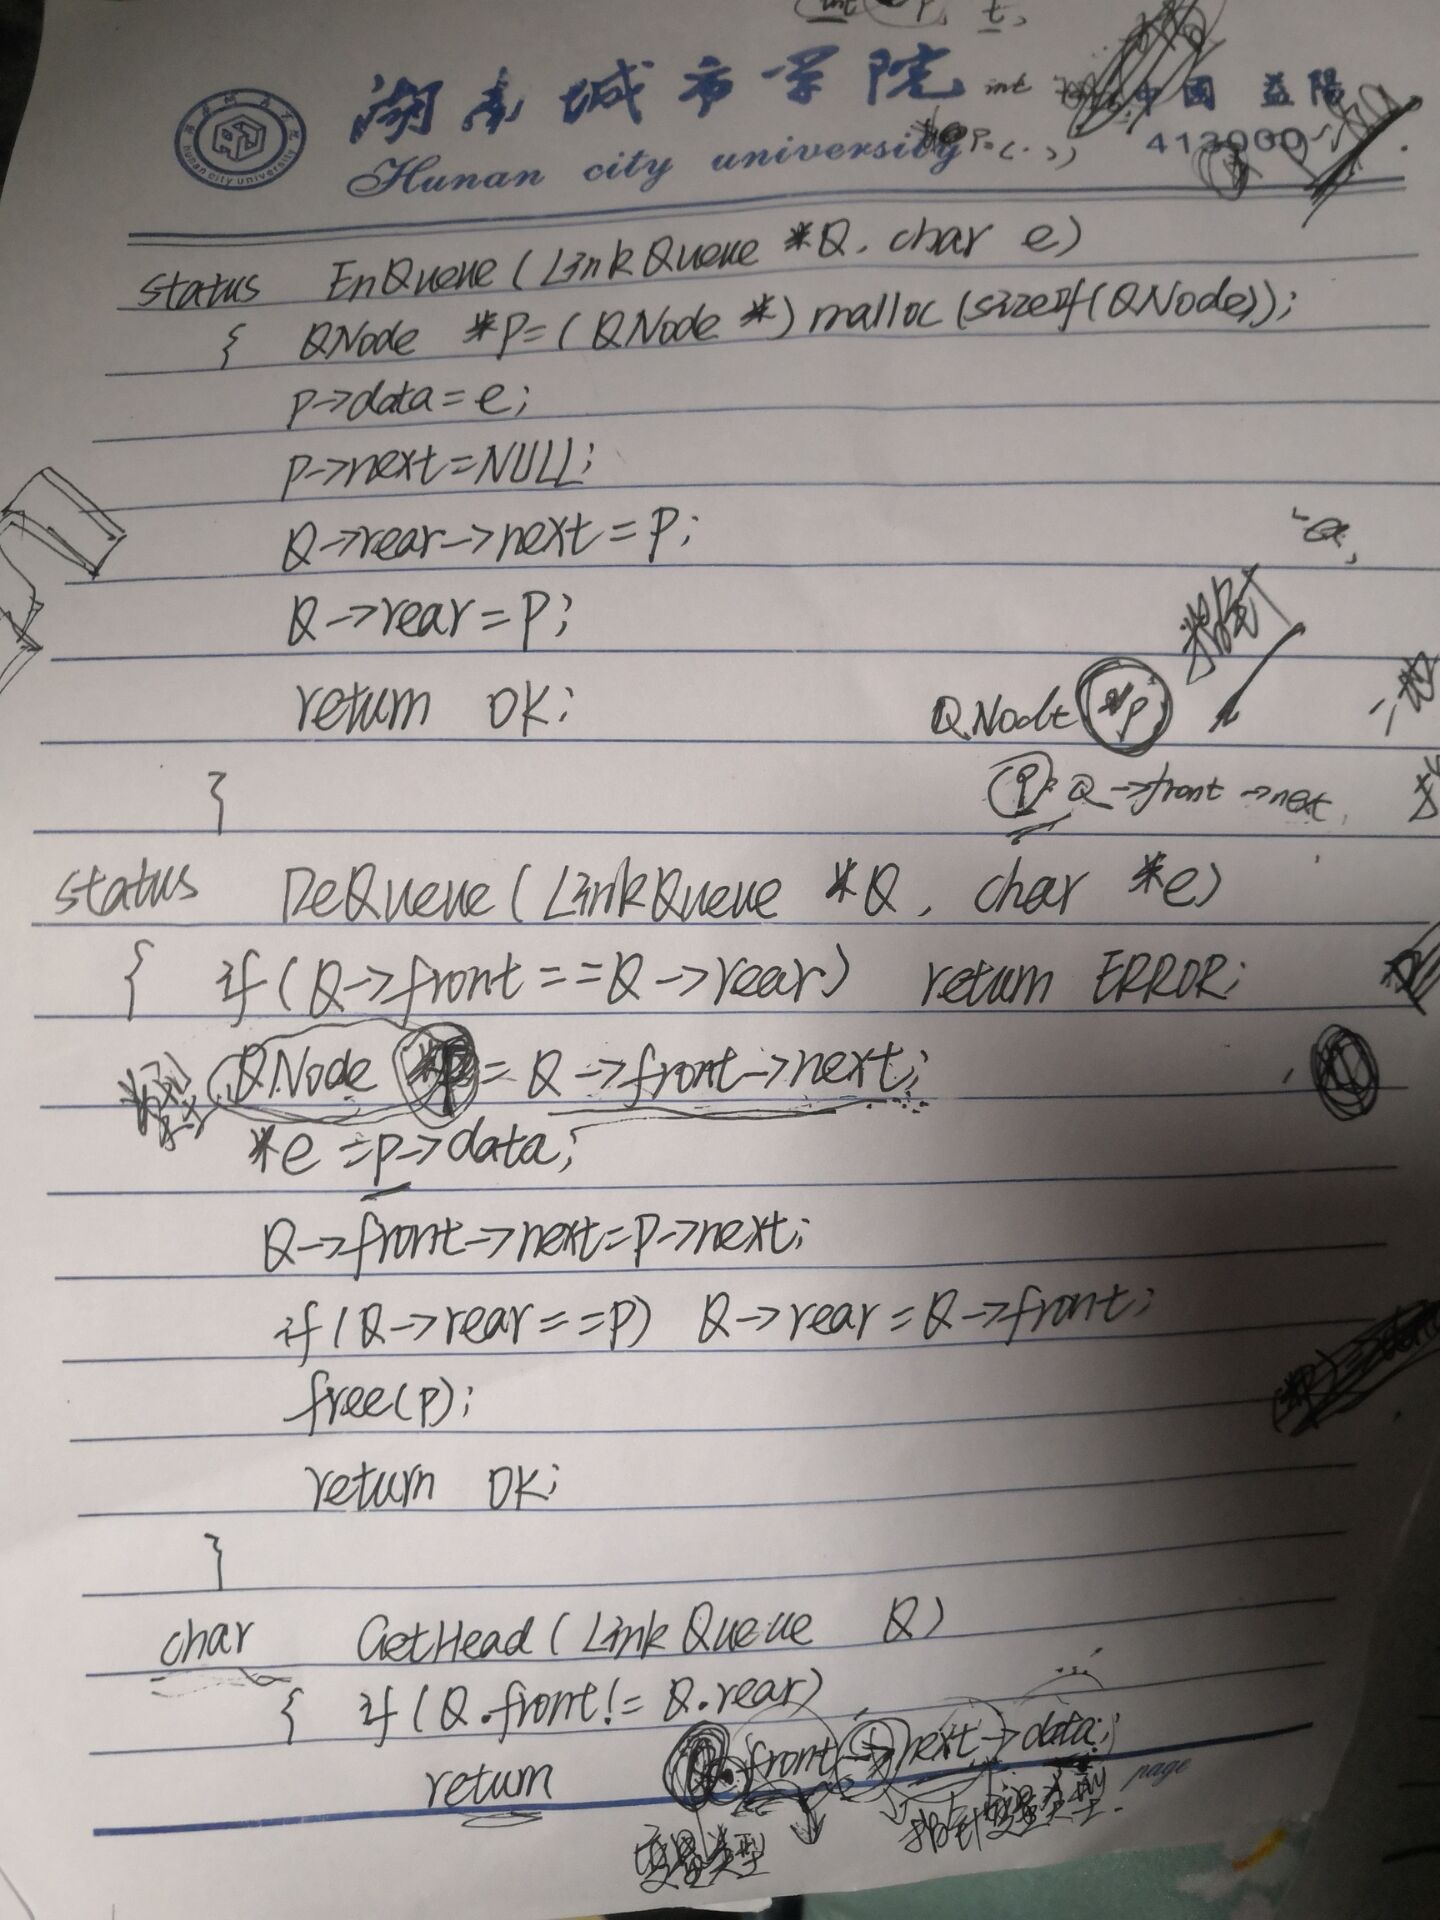 int p, t,
湖南城市学院 int 中國 益陽
Hunan city university 413000
status EnQueue(LinkQueue *Q, char e)
{ QNode *p=(QNode *)malloc(sizeof(QNode));
p->data=e;
p->next=NULL;
Q->rear->next=p;
Q->rear=p;
return OK;
QNode *p
p: Q->front->next
}
status DeQueue(LinkQueue *Q, char *e)
{ if(Q->front==Q->rear) return ERROR;
QNode *p=Q->front->next;
*e=p->data;
Q->front->next=p->next;
if(Q->rear==p) Q->rear=Q->front;
free(p);
return OK;
}
char GetHead(LinkQueue Q)
{ if(Q.front!=Q.rear)
return Q.front->next->data;
page
变量类型 指针变量类型.